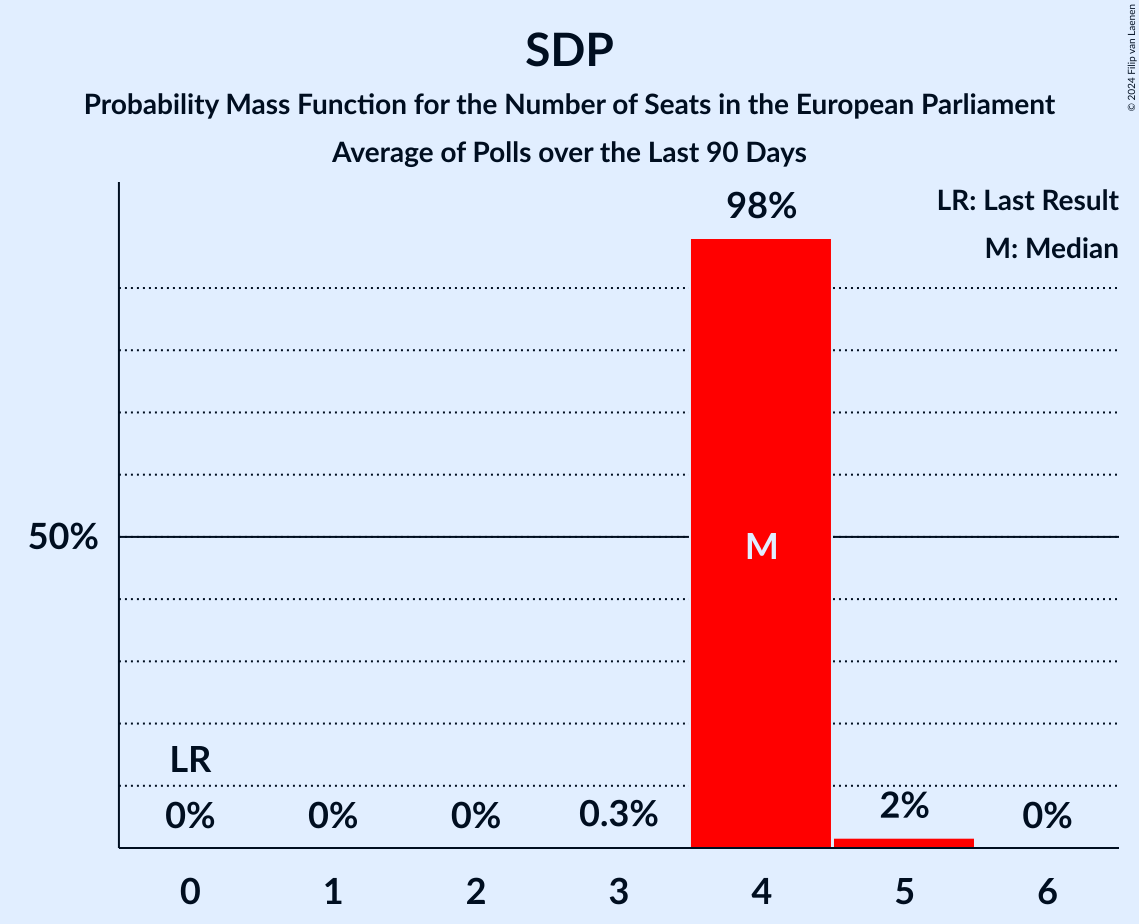 SDP
Probability Mass Function for the Number of Seats in the European Parliament
Average of Polls over the Last 90 Days
© 2024 Filip van Laenen
LR: Last Result
M: Median
98%
50%
M
LR
0%
0%
0%
0.3%
2%
0%
0
1
2
3
4
5
6